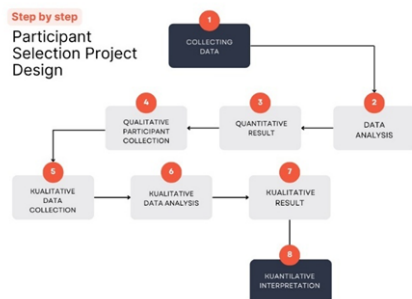 Step by step
Participant
Selection Project
Design
1
COLLECTING
DATA
2
DATA
ANALYSIS
3
QUANTITATIVE
RESULT
4
QUALITATIVE
PARTICIPANT
COLLECTION
5
KUALITATIVE
DATA
COLLECTION
6
KUALITATIVE
DATA ANALYSIS
7
KUALITATIVE
RESULT
8
KUANTILATIVE
INTERPRETATION